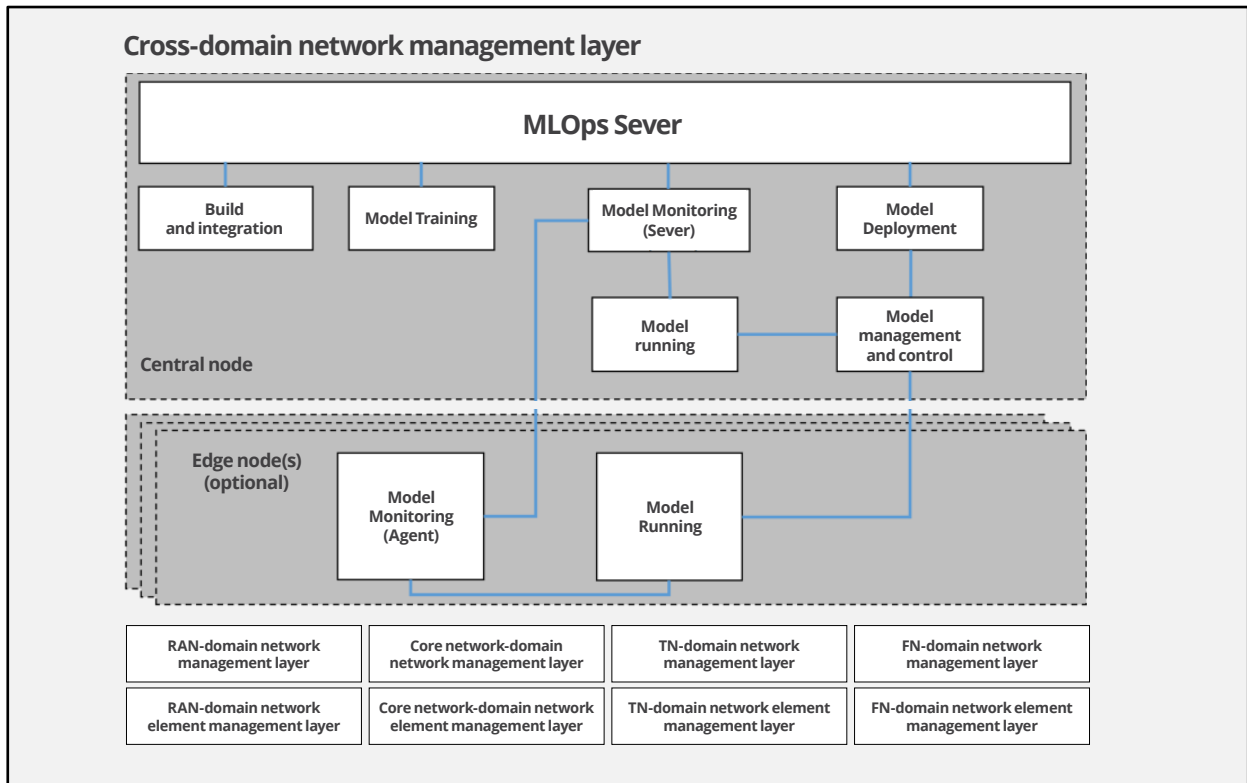 Cross-domain network management layer
MLOps Sever
Build
and integration
Model Training
Model Monitoring
(Sever)
Model
Deployment
Model
running
Model
management
and control
Central node
Edge node(s)
(optional)
Model
Monitoring
(Agent)
Model
Running
RAN-domain network
management layer
Core network-domain
network management layer
TN-domain network
management layer
FN-domain network
management layer
RAN-domain network
element management layer
Core network-domain network
element management layer
TN-domain network element
management layer
FN-domain network element
management layer